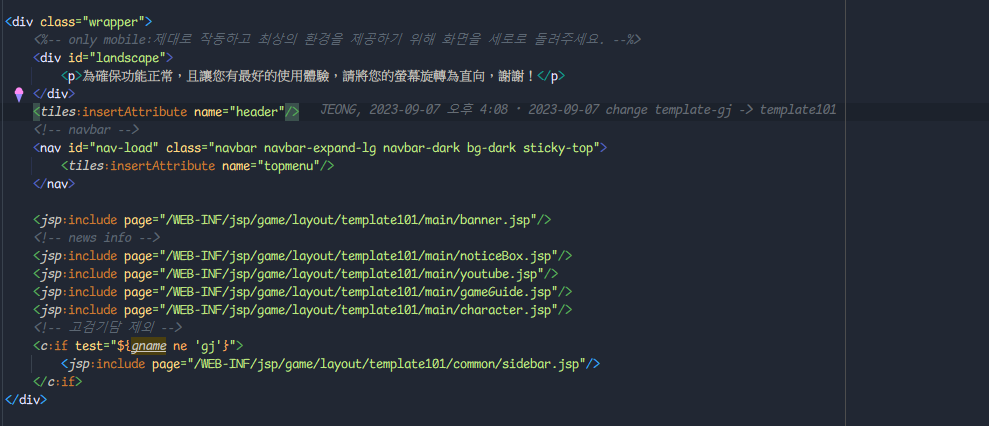 <div class="wrapper">
<%-- only mobile:제대로 작동하고 최상의 환경을 제공하기 위해 화면을 세로로 돌려주세요. --%>
<div id="landscape">
<p>為確保功能正常，且讓您有最好的使用體驗，請將您的螢幕旋轉為直向，謝謝！</p>
</div>
<tiles:insertAttribute name="header"/> JEONG, 2023-09-07 오후 4:08 · 2023-09-07 change template-gj -> template101
<!-- navbar -->
<nav id="nav-load" class="navbar navbar-expand-lg navbar-dark bg-dark sticky-top">
<tiles:insertAttribute name="topmenu"/>
</nav>
<jsp:include page="/WEB-INF/jsp/game/layout/template101/main/banner.jsp"/>
<!-- news info -->
<jsp:include page="/WEB-INF/jsp/game/layout/template101/main/noticeBox.jsp"/>
<jsp:include page="/WEB-INF/jsp/game/layout/template101/main/youtube.jsp"/>
<jsp:include page="/WEB-INF/jsp/game/layout/template101/main/gameGuide.jsp"/>
<jsp:include page="/WEB-INF/jsp/game/layout/template101/main/character.jsp"/>
<!-- 고검기담 제외 -->
<c:if test="${gname ne 'gj'}">
<jsp:include page="/WEB-INF/jsp/game/layout/template101/common/sidebar.jsp"/>
</c:if>
</div>